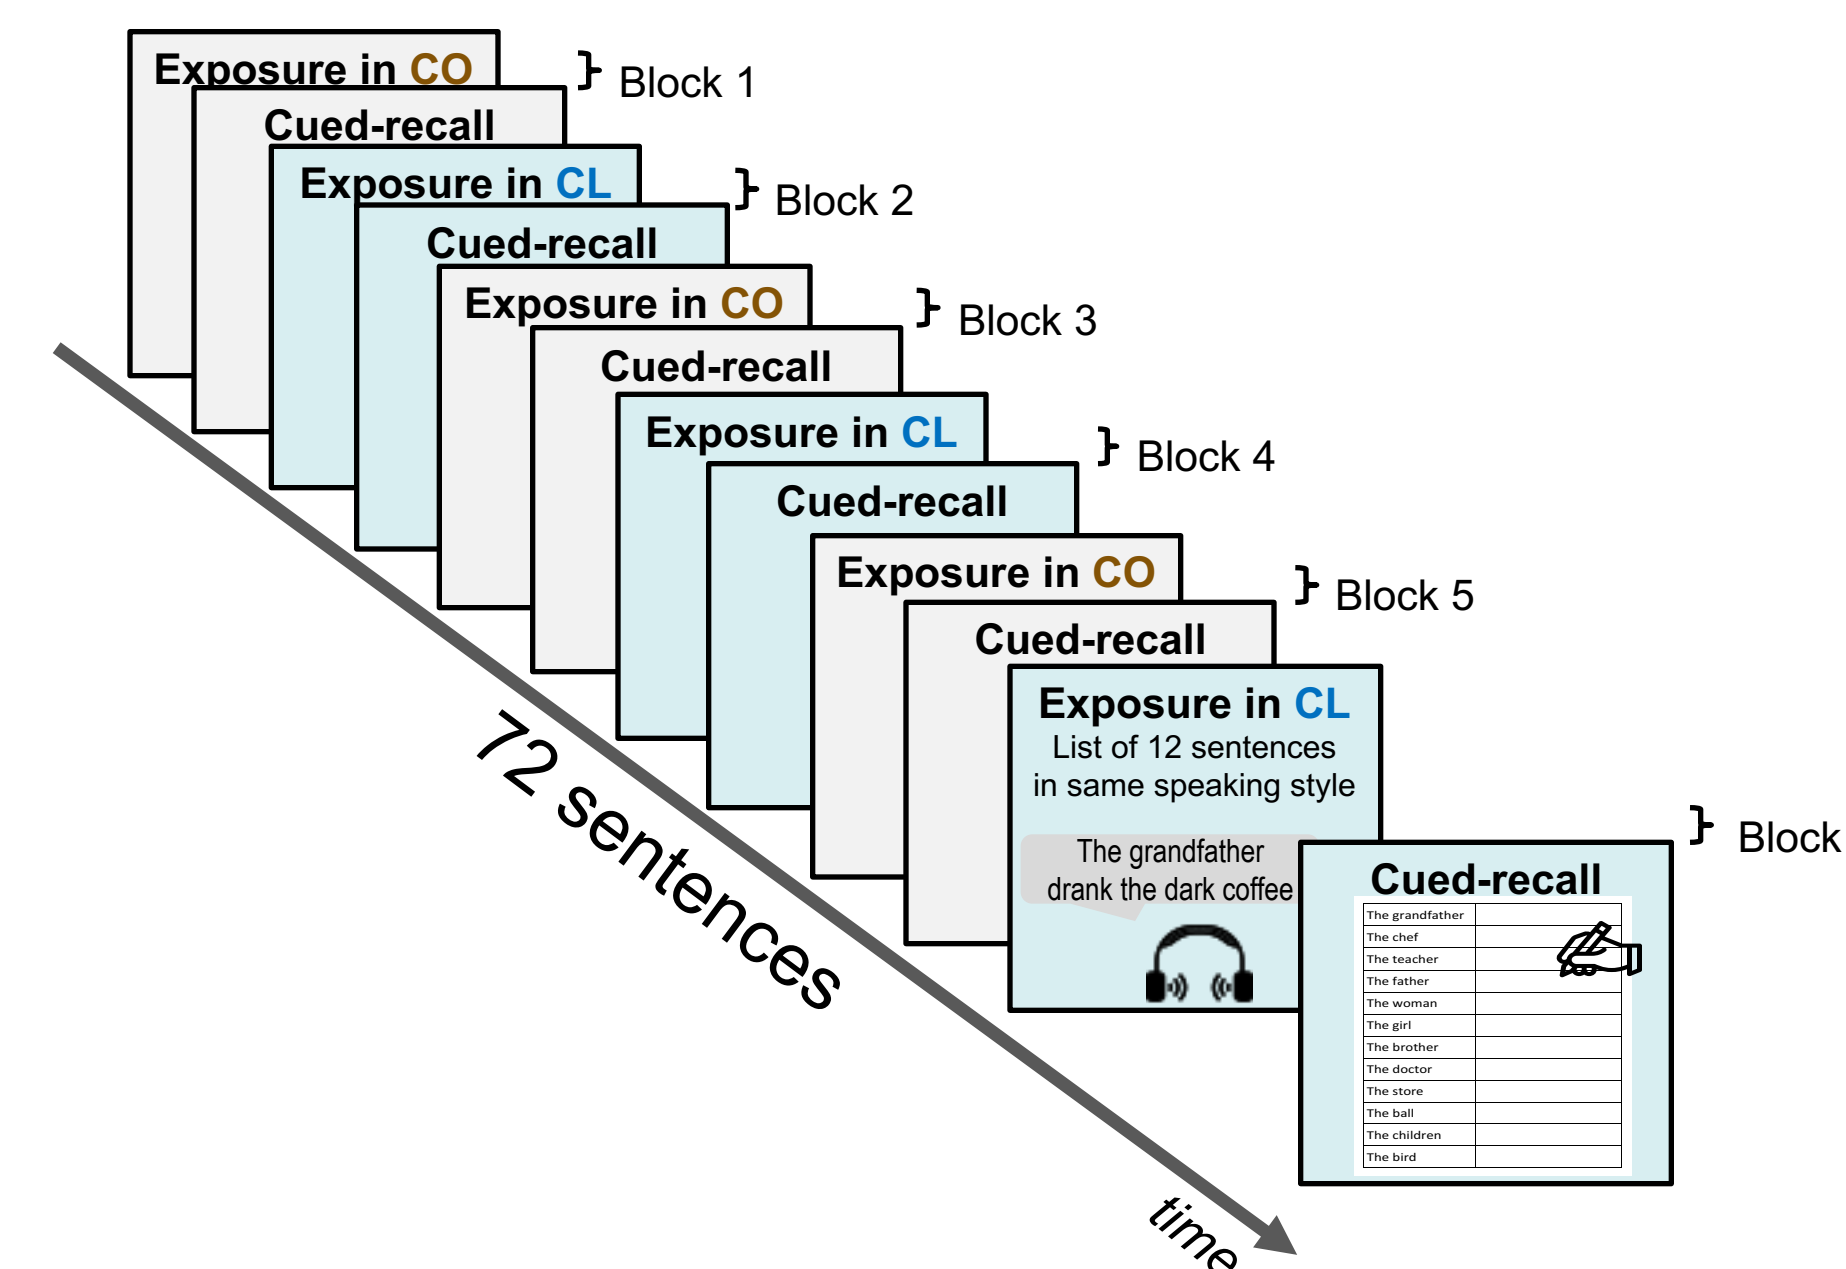 Exposure in CO
Block 1
Cued-recall
Exposure in CL
Block 2
Cued-recall
Exposure in CO
Block 3
Cued-recall
Exposure in CL
Block 4
Cued-recall
Exposure in CO
Block 5
Cued-recall
Exposure in CL
List of 12 sentences
in same speaking style
The grandfather
drank the dark coffee
Block
Cued-recall
The grandfather
The chef
The teacher
The father
The woman
The girl
The brother
The doctor
The store
The ball
The children
The bird
72 sentences
time